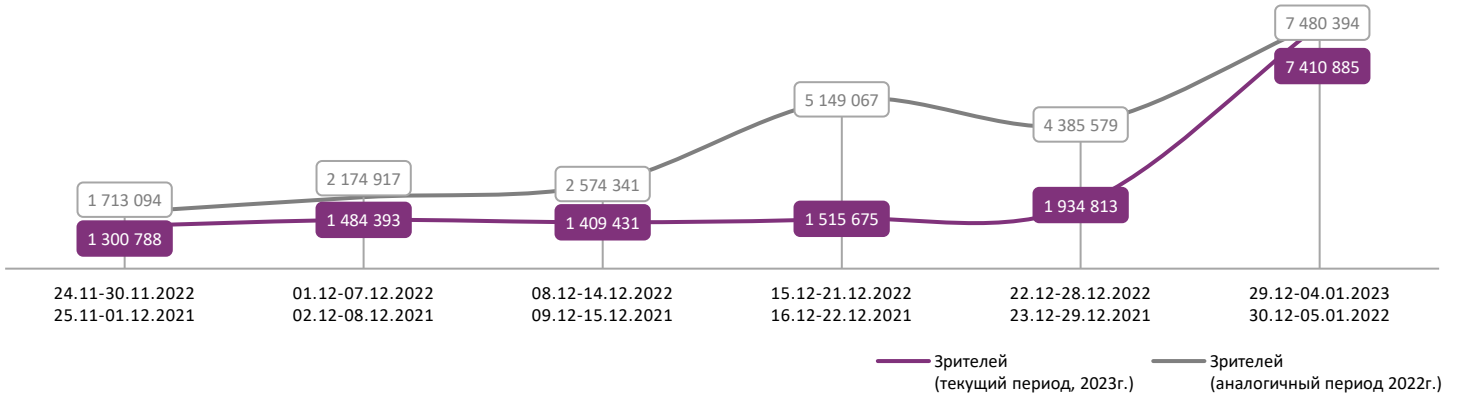 7 480 394
7 410 885
5 149 067
4 385 579
2 174 917
2 574 341
1 713 094
1 934 813
1 484 393
1 515 675
1 409 431
1 300 788
24.11-30.11.2022
25.11-01.12.2021
01.12-07.12.2022
02.12-08.12.2021
08.12-14.12.2022
09.12-15.12.2021
15.12-21.12.2022
16.12-22.12.2021
22.12-28.12.2022
23.12-29.12.2021
29.12-04.01.2023
30.12-05.01.2022
Зрителей
(текущий период, 2023г.)
Зрителей
(аналогичный период 2022г.)